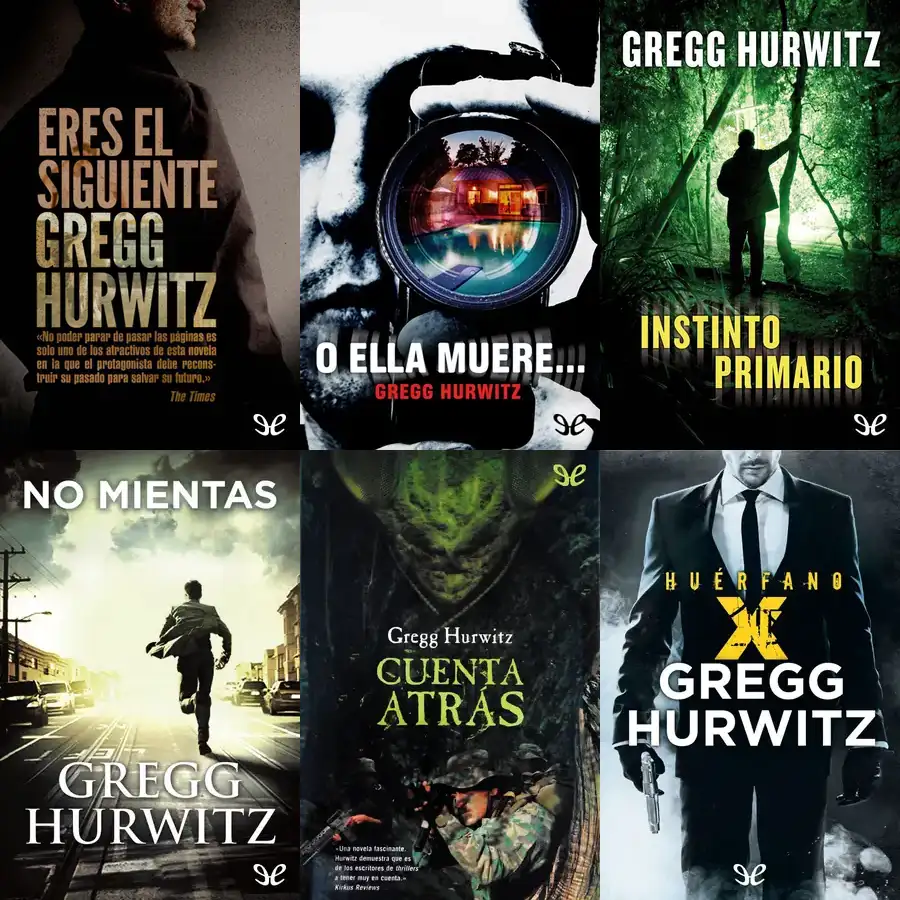 ERES EL
SIGUIENTE
GREGG
HURWITZ
«No poder parar de pasar las páginas es
solo uno de los atractivos de esta novela
en la que el protagonista debe recons-
truir su pasado para salvar su futuro.»
The Times
O ELLA MUERE...
GREGG HURWITZ
GREGG HURWITZ
INSTINTO
PRIMARIO
NO MIENTAS
GREGG
HURWITZ
Gregg Hurwitz
CUENTA
ATRÁS
«Una novela fascinante.
Hurwitz demuestra que es
de los escritores de thrillers
a tener muy en cuenta.»
Kirkus Reviews
HUÉRFANO
X
GREGG
HURWITZ